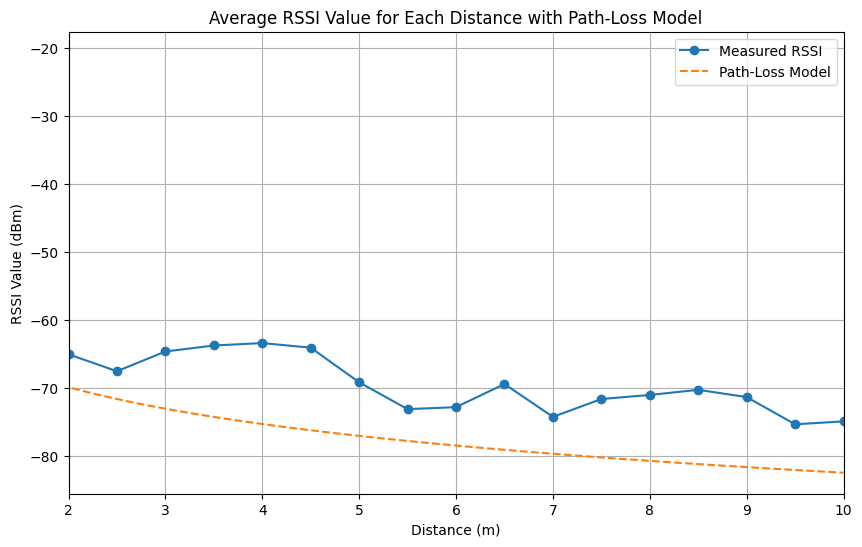 Average RSSI Value for Each Distance with Path-Loss Model
Measured RSSI
Path-Loss Model
RSSI Value (dBm)
−20
−30
−40
−50
−60
−70
−80
2 3 4 5 6 7 8 9 10
Distance (m)